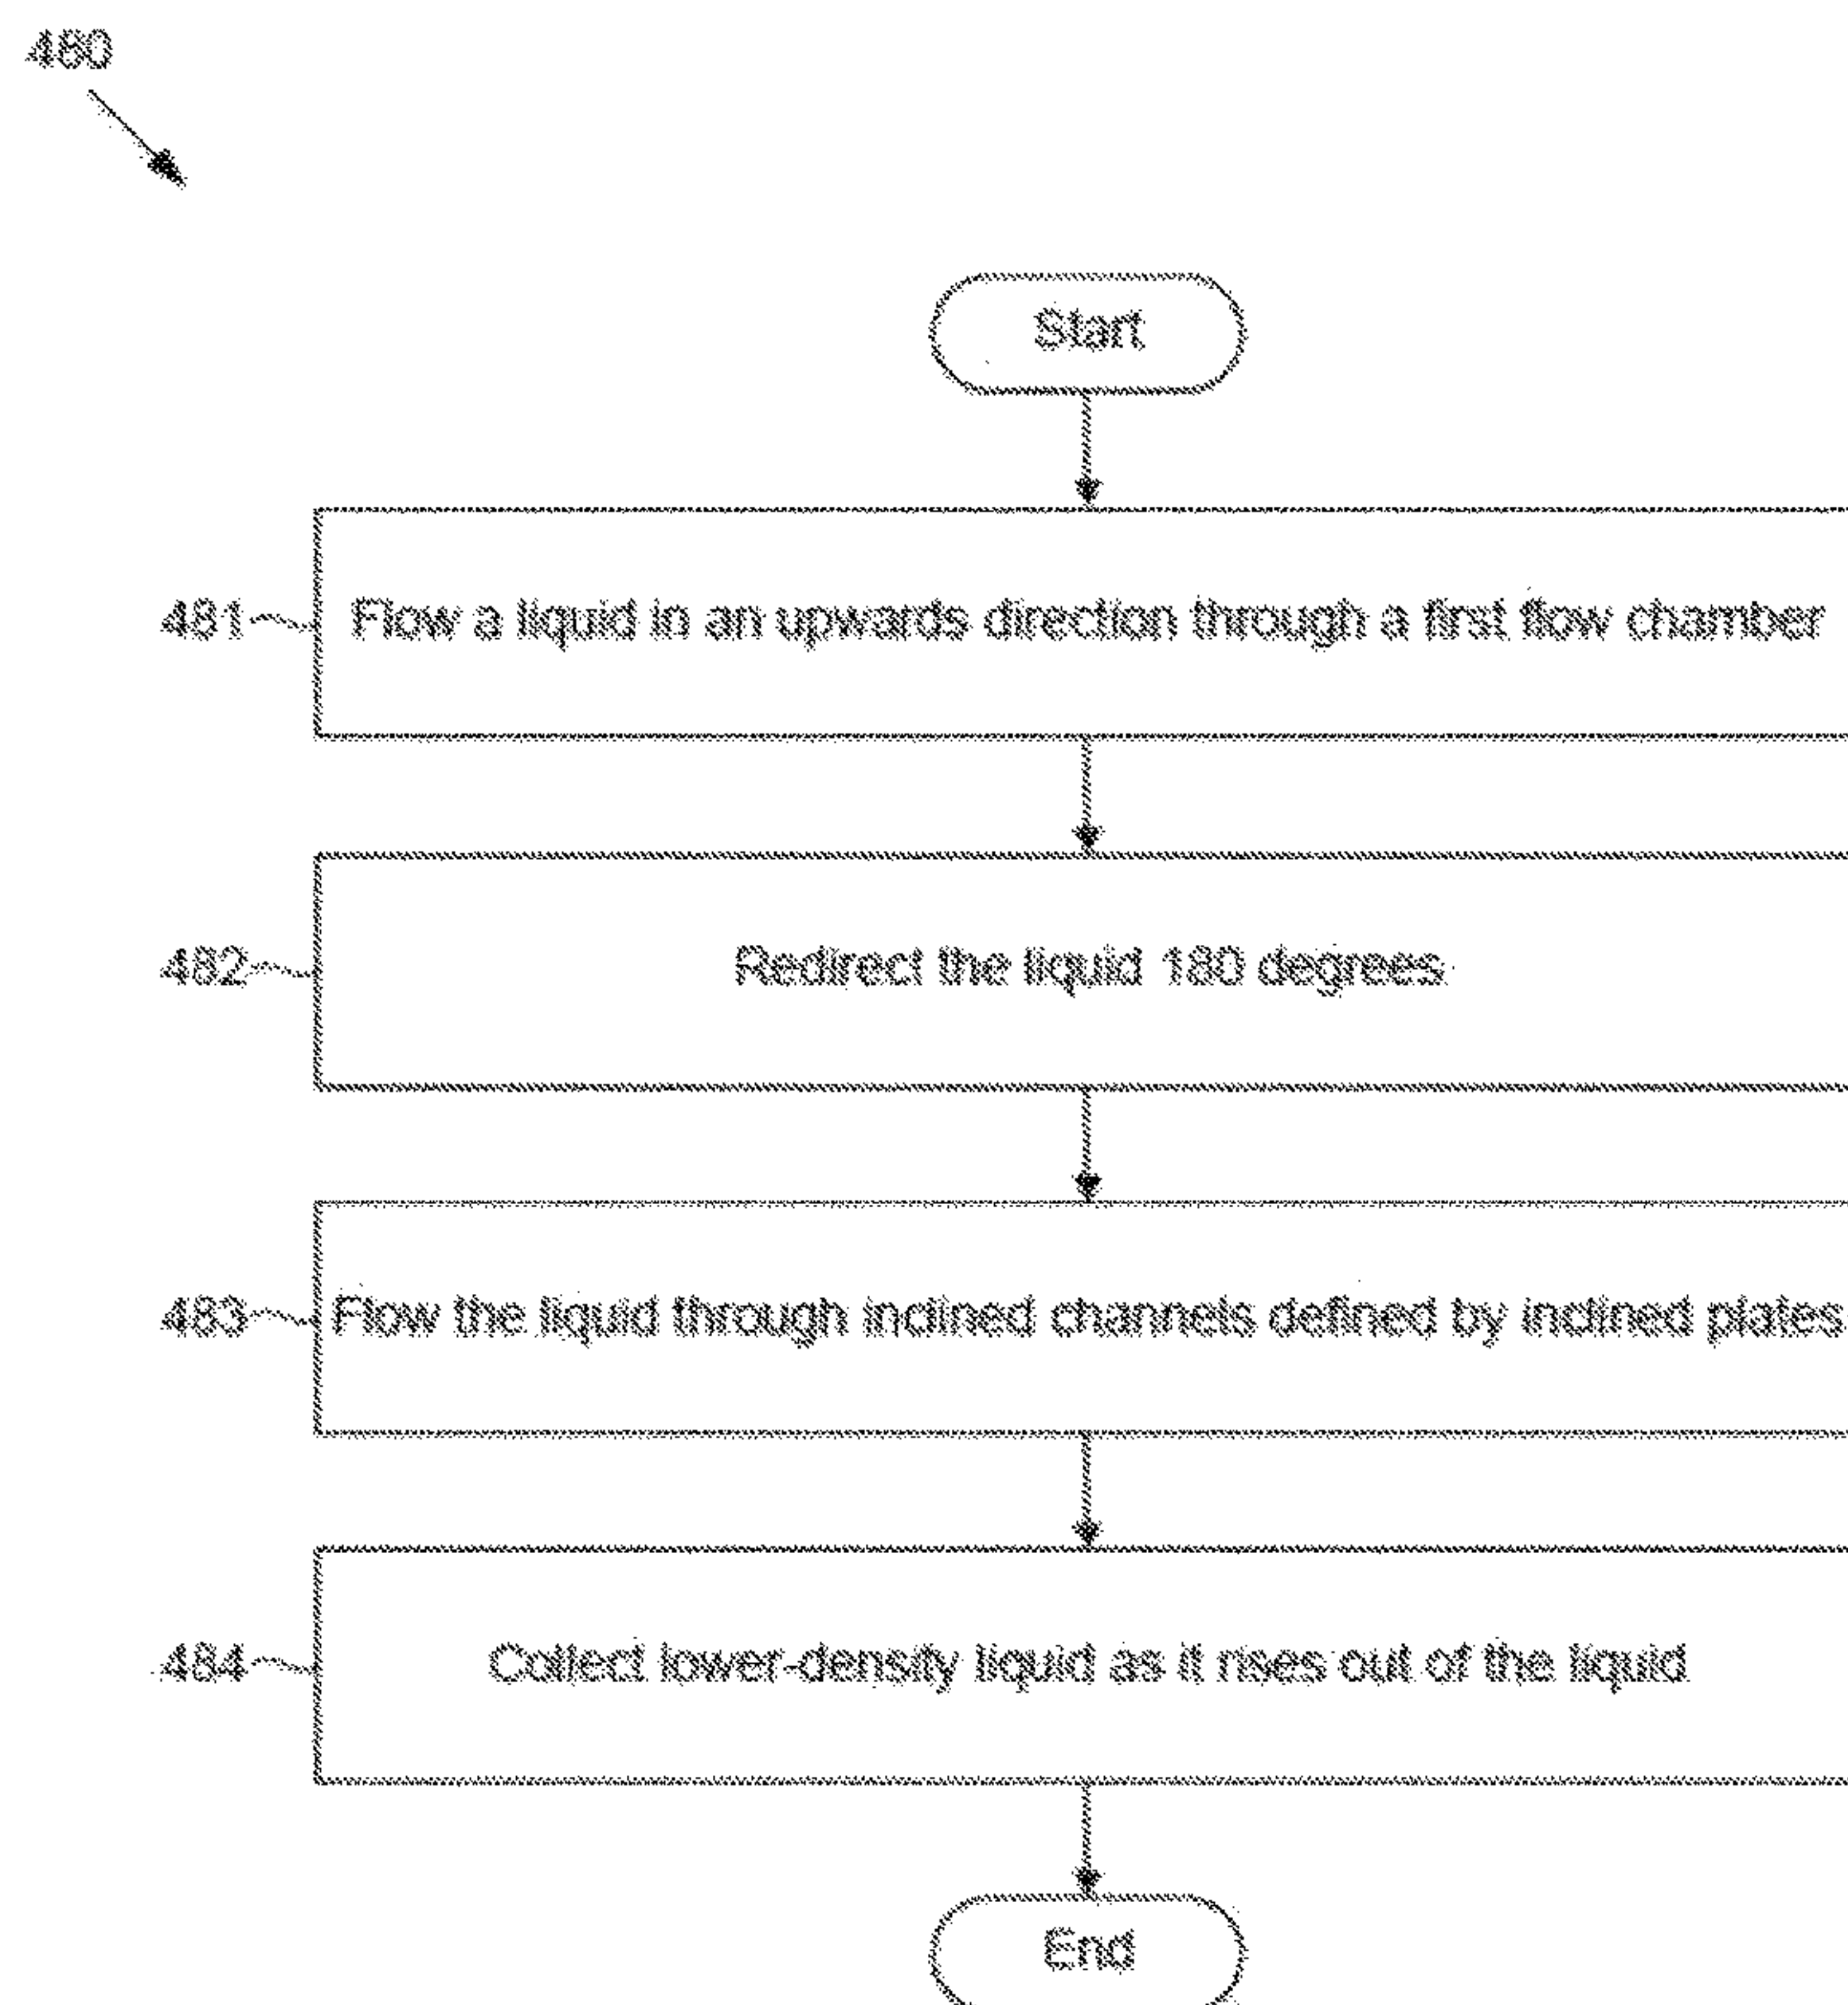 480
Start
481 Flow a liquid in an upwards direction through a first flow chamber
482 Redirect the liquid 180 degrees
483 Flow the liquid through inclined channels defined by inclined plates
484 Collect lower-density liquid as it rises out of the liquid
End